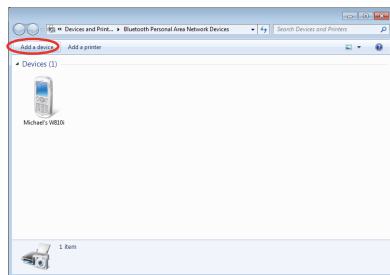 Devices and Print... Bluetooth Personal Area Network Devices Search Devices and Printers
Add a device Add a printer
Devices (1)
Michael's W810i
1 item